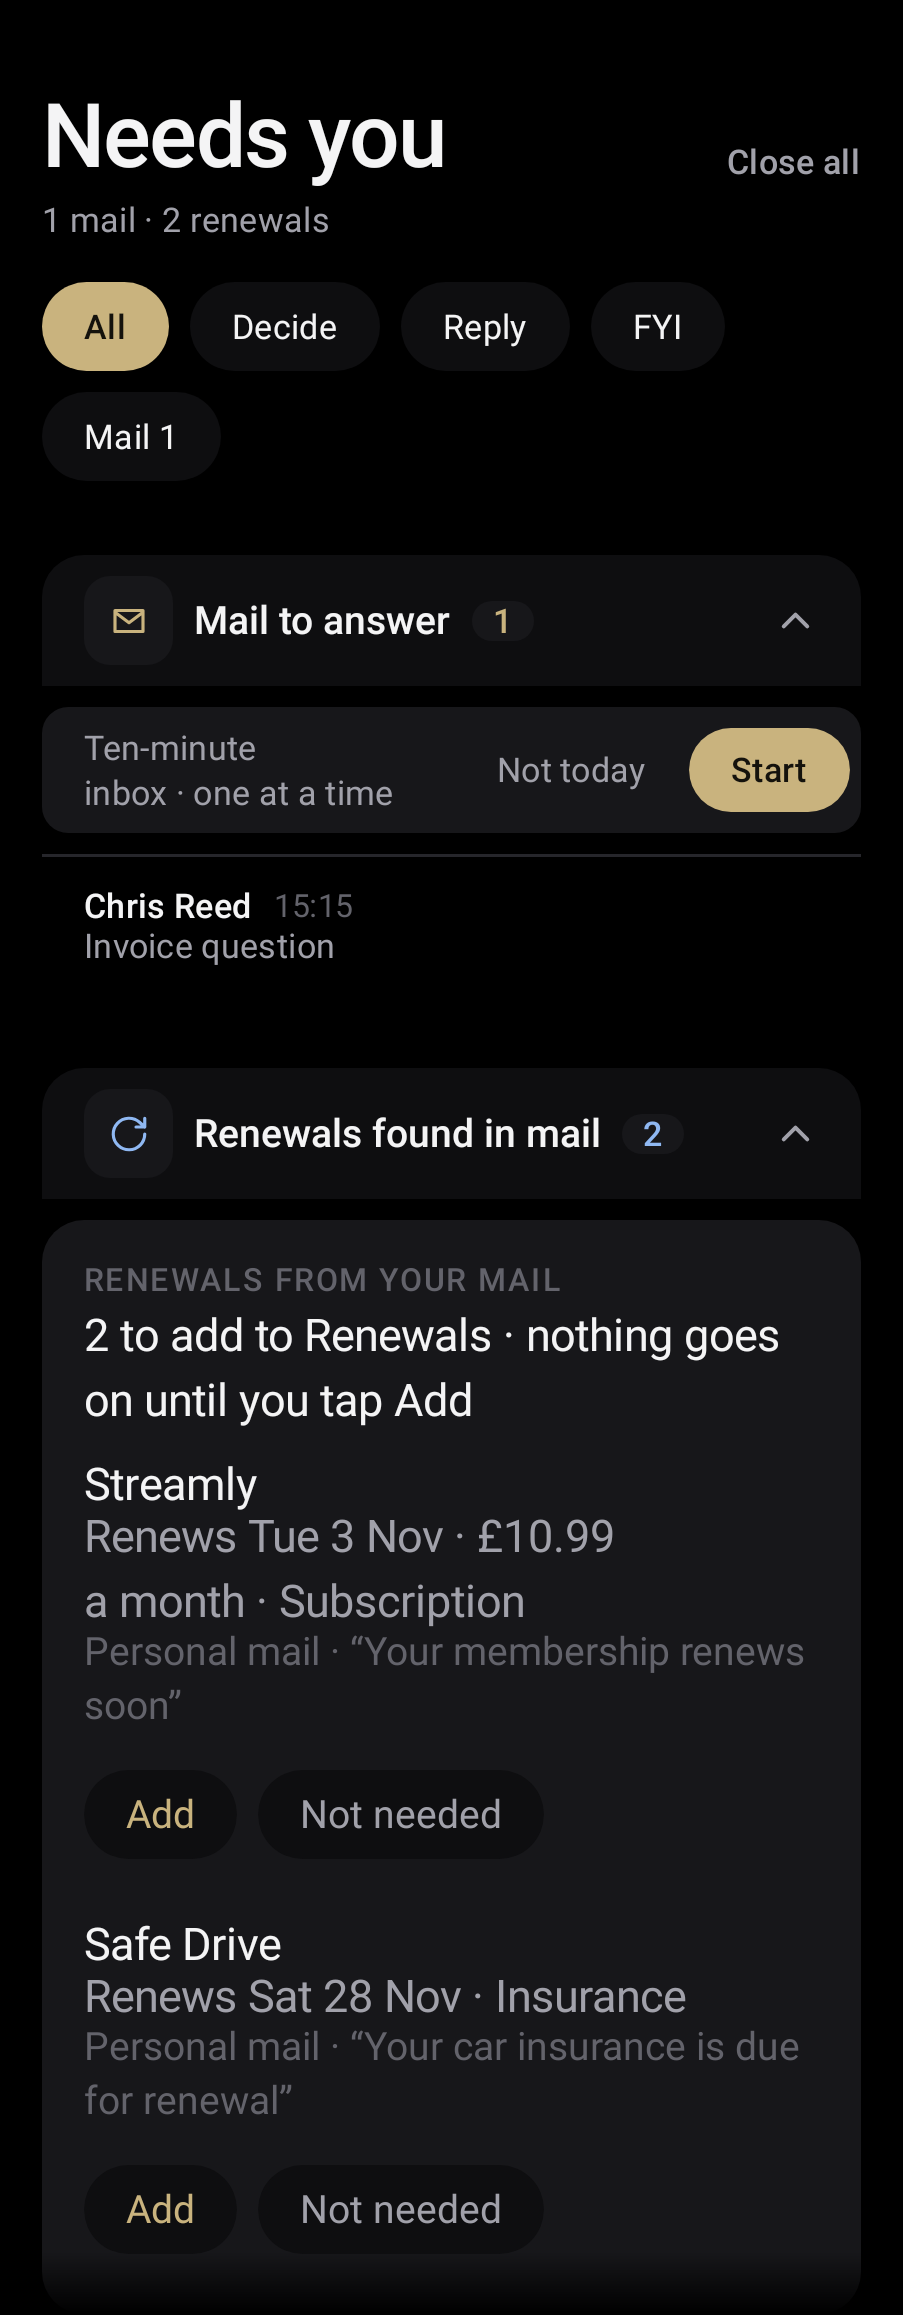 Needs you
Close all
1 mail · 2 renewals
All
Decide
Reply
FYI
Mail 1
Mail to answer 1
Ten-minute
inbox · one at a time
Not today
Start
Chris Reed 15:15
Invoice question
Renewals found in mail 2
RENEWALS FROM YOUR MAIL
2 to add to Renewals · nothing goes
on until you tap Add
Streamly
Renews Tue 3 Nov · £10.99
a month · Subscription
Personal mail · “Your membership renews
soon”
Add
Not needed
Safe Drive
Renews Sat 28 Nov · Insurance
Personal mail · “Your car insurance is due
for renewal”
Add
Not needed